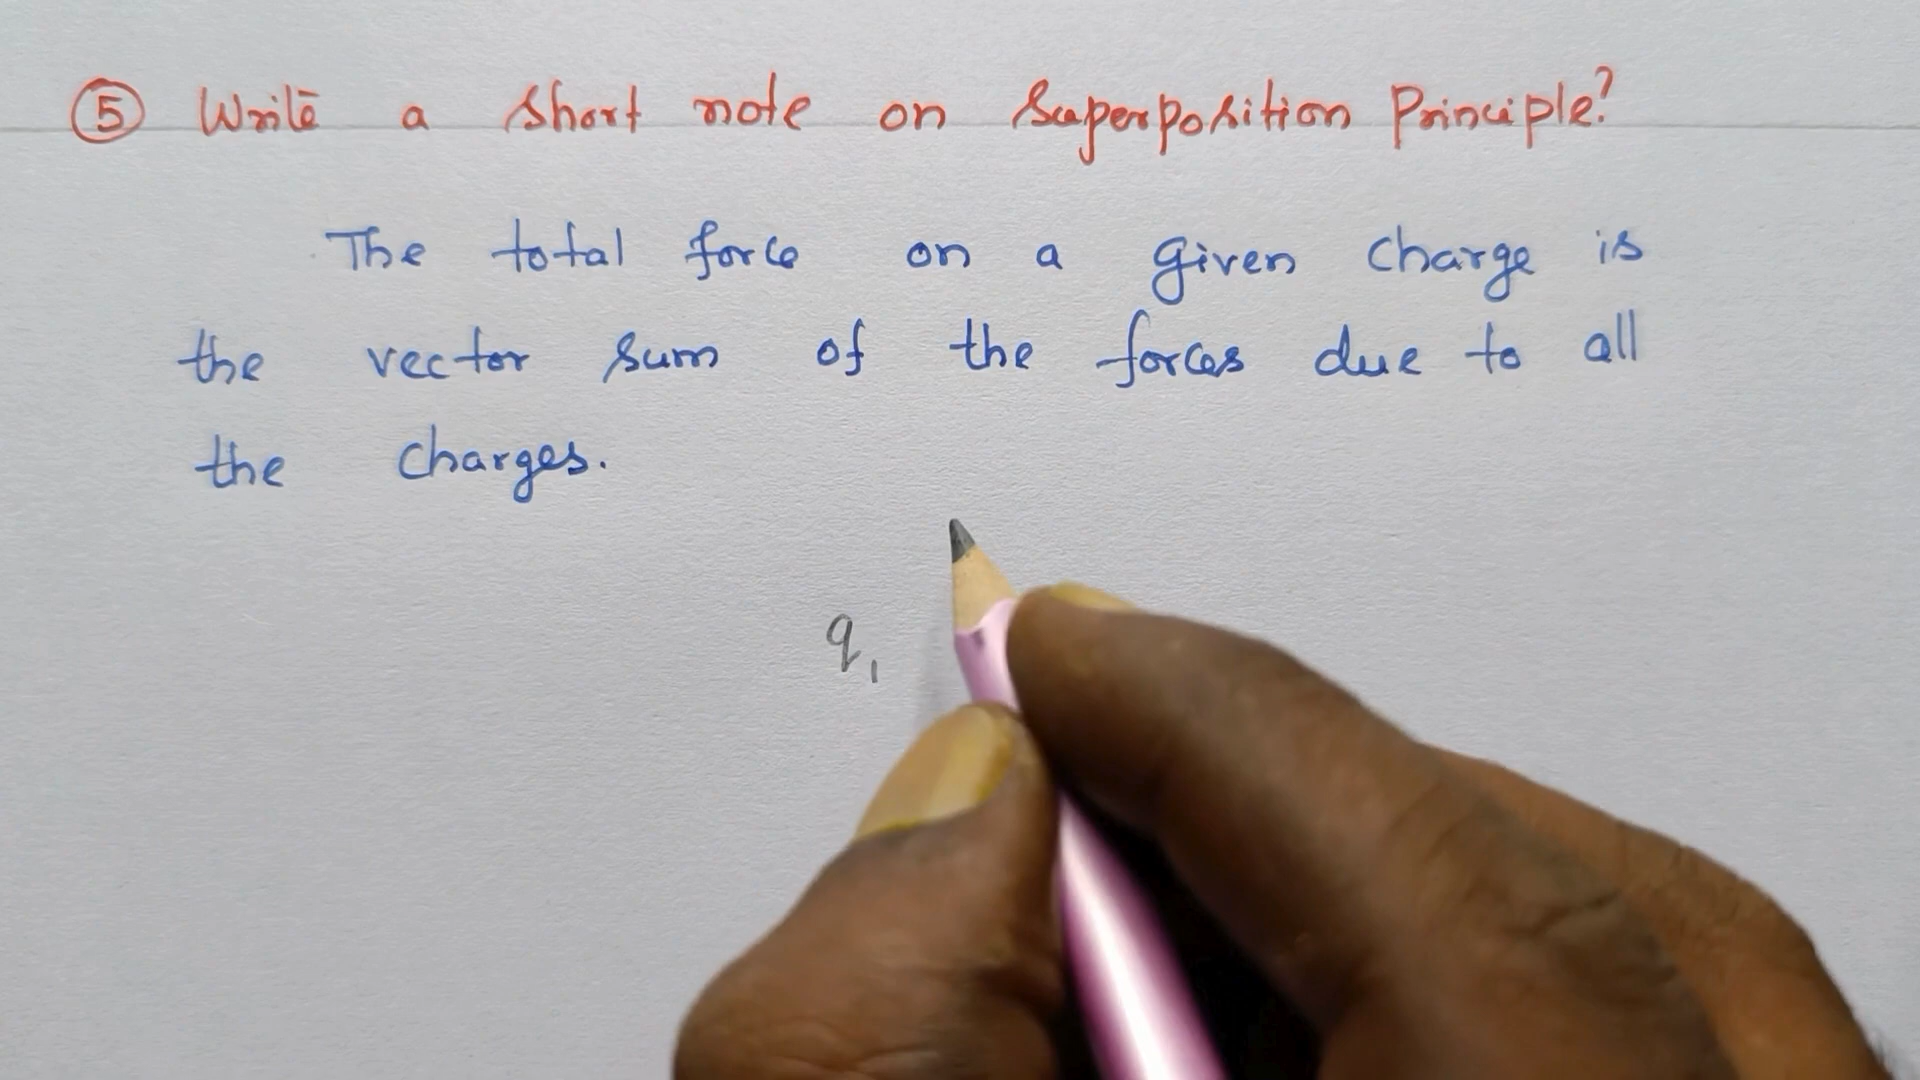 ⑤ Write a short note on Superposition Principle?
The total force on a given charge is
the vector sum of the forces due to all
the charges.
q₁